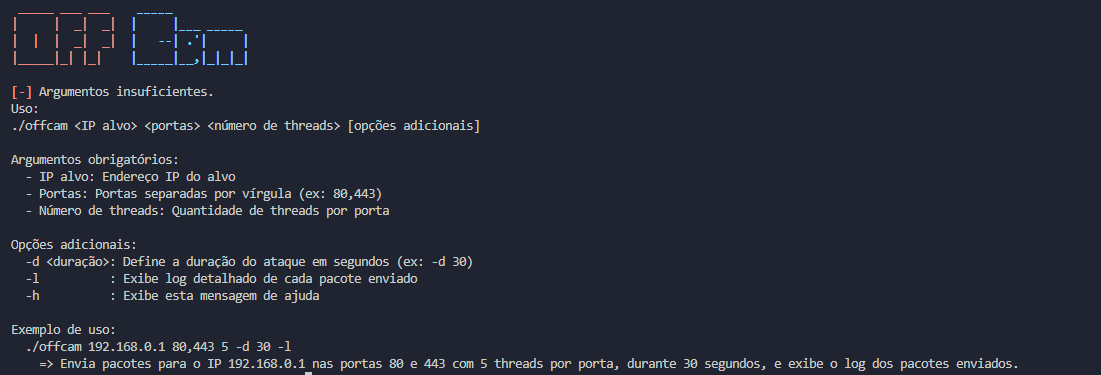 Off Cam
[-] Argumentos insuficientes.
Uso:
./offcam <IP alvo> <portas> <número de threads> [opções adicionais]
Argumentos obrigatórios:
- IP alvo: Endereço IP do alvo
- Portas: Portas separadas por vírgula (ex: 80,443)
- Número de threads: Quantidade de threads por porta
Opções adicionais:
-d <duração>: Define a duração do ataque em segundos (ex: -d 30)
-l : Exibe log detalhado de cada pacote enviado
-h : Exibe esta mensagem de ajuda
Exemplo de uso:
./offcam 192.168.0.1 80,443 5 -d 30 -l
=> Envia pacotes para o IP 192.168.0.1 nas portas 80 e 443 com 5 threads por porta, durante 30 segundos, e exibe o log dos pacotes enviados.